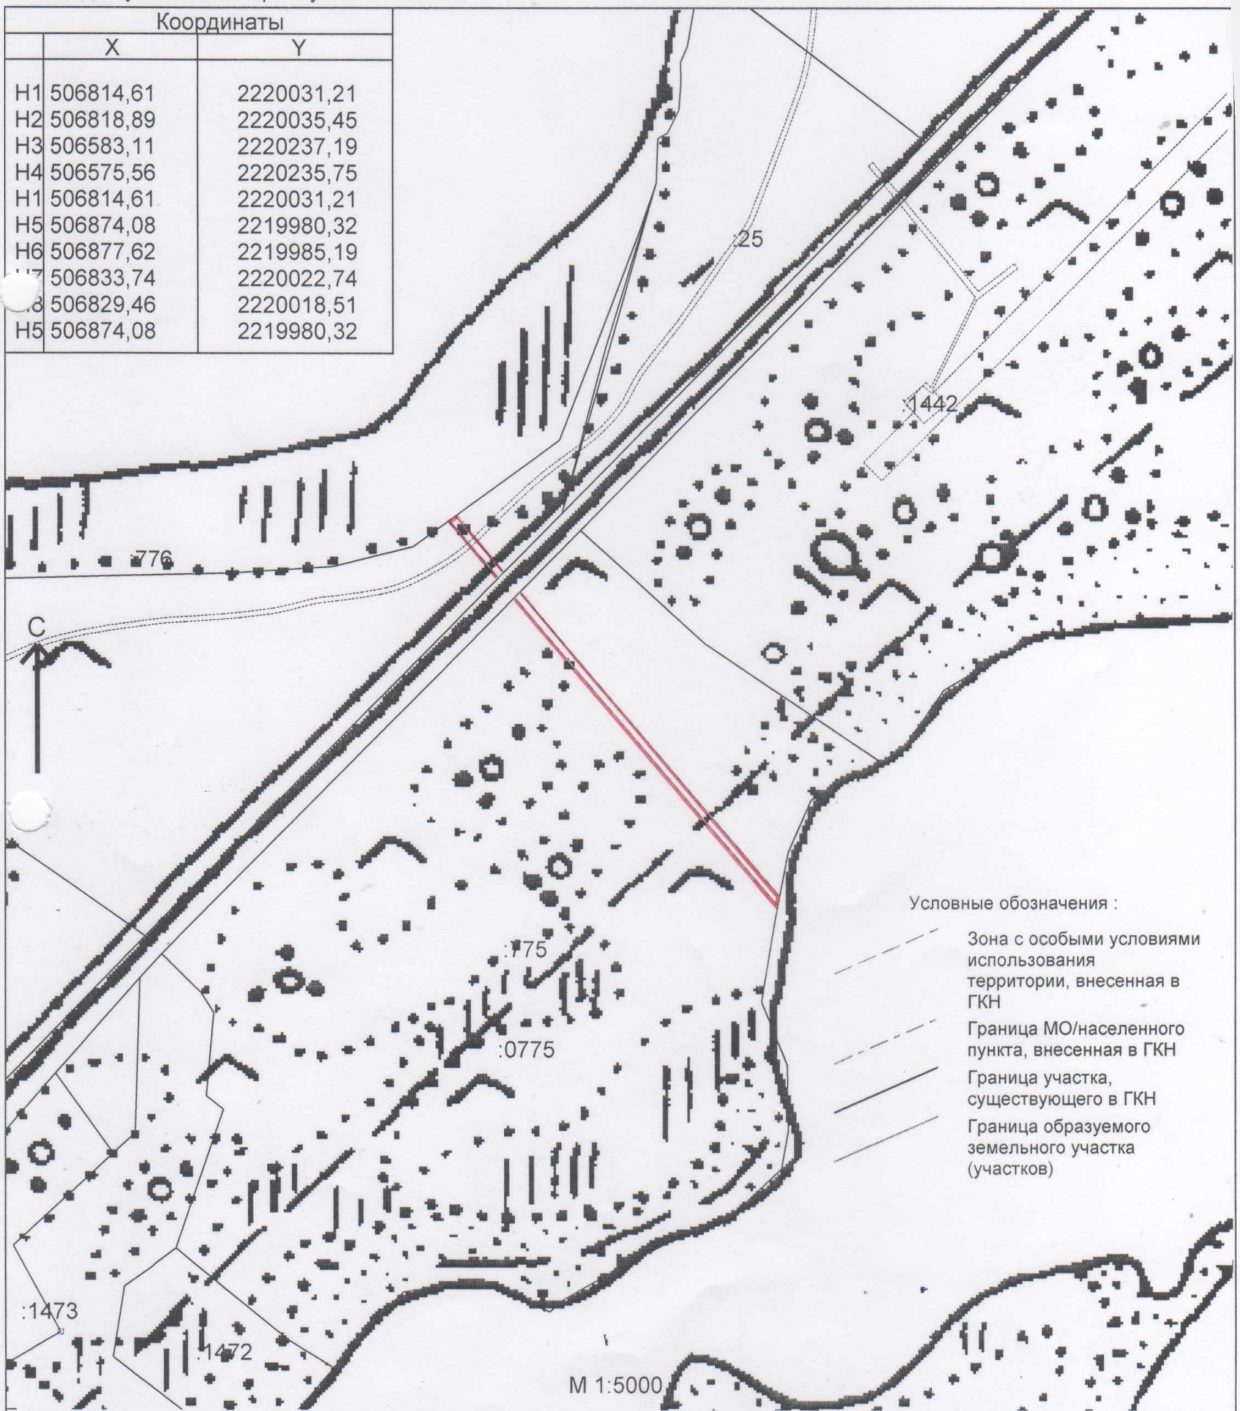 Координаты
X Y
Н1 506814,61 2220031,21
Н2 506818,89 2220035,45
Н3 506583,11 2220237,19
Н4 506575,56 2220235,75
Н1 506814,61 2220031,21
Н5 506874,08 2219980,32
Н6 506877,62 2219985,19
506833,74 2220022,74
506829,46 2220018,51
Н5 506874,08 2219980,32
:25
:1442
:776
С
:775
:0775
Условные обозначения :
Зона с особыми условиями
использования
территории, внесенная в
ГКН
Граница МО/населенного
пункта, внесенная в ГКН
Граница участка,
существующего в ГКН
Граница образуемого
земельного участка
(участков)
:1473
:1472
М 1:5000